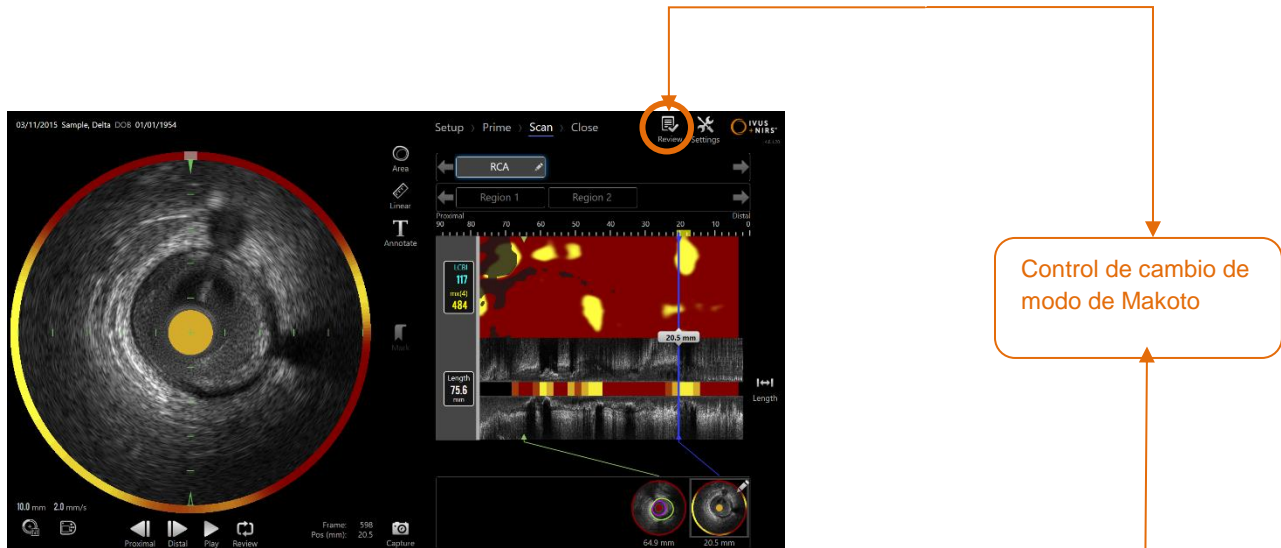 03/11/2015 Sample, Delta DOB 01/01/1954
Setup > Prime > Scan > Close
Review
Settings
IVUS
+NIRS
Area
Linear
T
Annotate
Mark
RCA
Region 1
Region 2
Proximal
Distal
90 80 70 60 50 40 30 20 10 0
LCBI
117
mx(4)
484
20.5 mm
Length
75.6
mm
Length
Control de cambio de
modo de Makoto
10.0 mm 2.0 mm/s
Proximal
Distal
Play
Review
Frame: 598
Pos (mm): 20.5
Capture
64.9 mm
20.5 mm